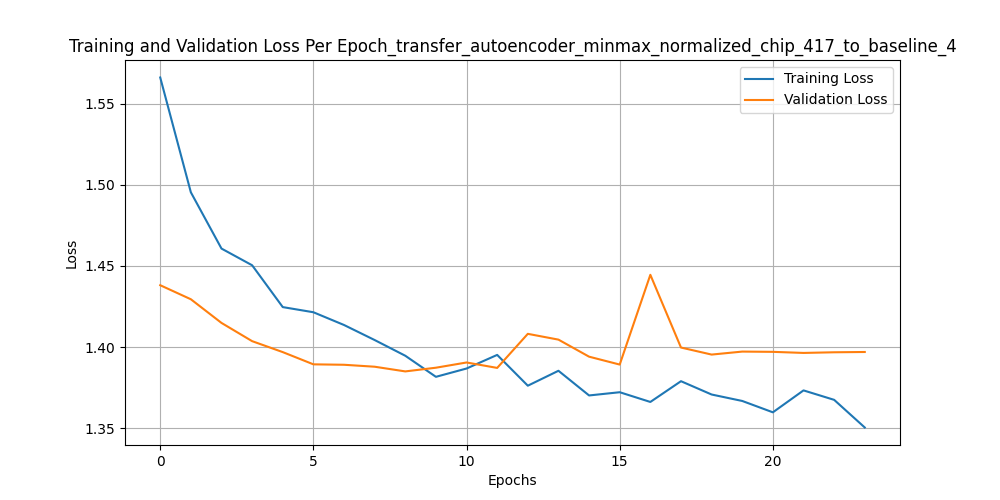 Training and Validation Loss Per Epoch_transfer_autoencoder_minmax_normalized_chip_417_to_baseline_4
Training Loss
Validation Loss
1.55
1.50
1.45
1.40
1.35
Loss
0 5 10 15 20
Epochs